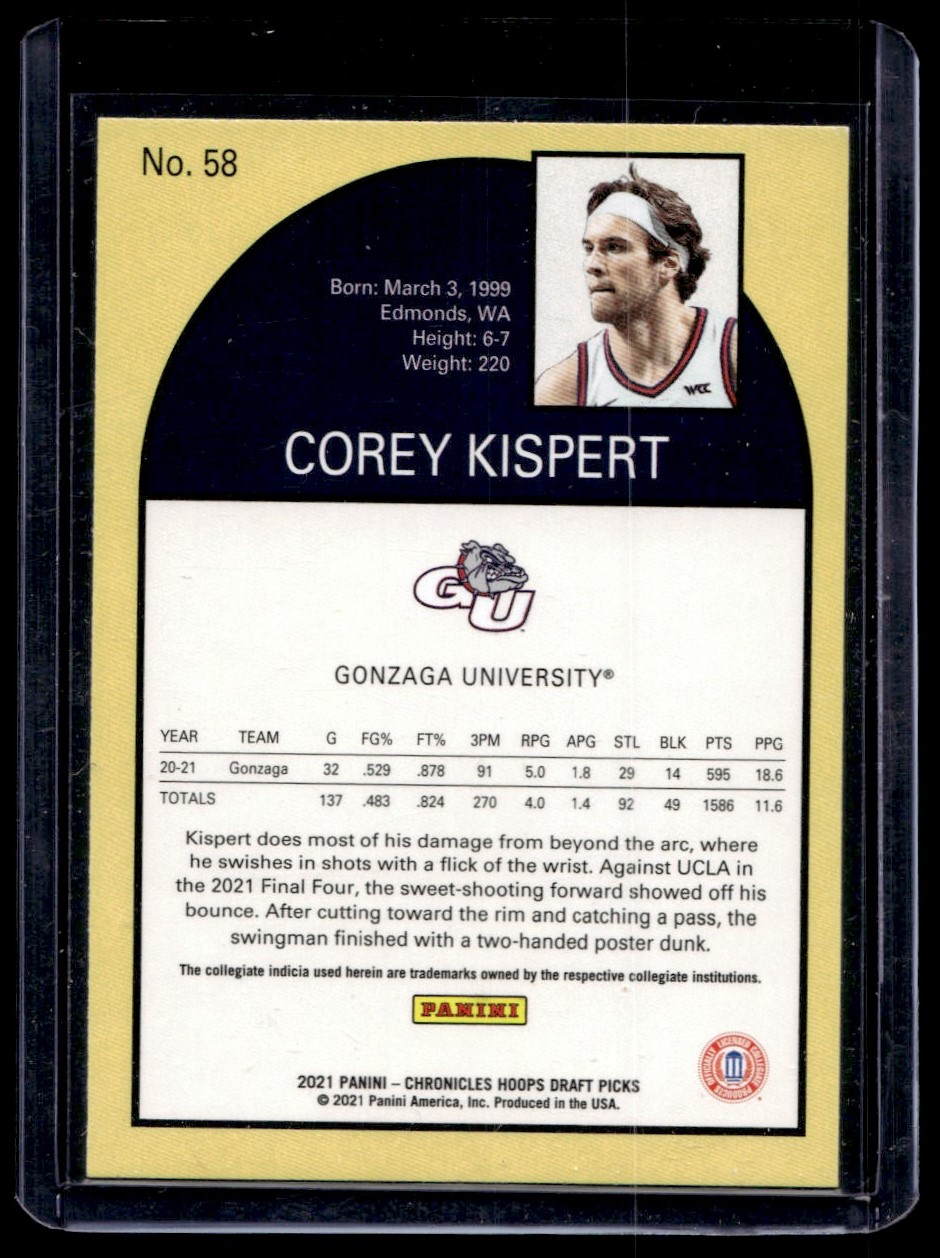 No. 58
Born: March 3, 1999
Edmonds, WA
Height: 6-7
Weight: 220
WCC
COREY KISPERT
GU
GONZAGA UNIVERSITY®
YEAR TEAM G FG% FT% 3PM RPG APG STL BLK PTS PPG
20-21 Gonzaga 32 .529 .878 91 5.0 1.8 29 14 595 18.6
TOTALS 137 .483 .824 270 4.0 1.4 92 49 1586 11.6
Kispert does most of his damage from beyond the arc, where
he swishes in shots with a flick of the wrist. Against UCLA in
the 2021 Final Four, the sweet-shooting forward showed off his
bounce. After cutting toward the rim and catching a pass, the
swingman finished with a two-handed poster dunk.
The collegiate indicia used herein are trademarks owned by the respective collegiate institutions.
PANINI
OFFICIALLY LICENSED COLLEGIATE PRODUCTS
2021 PANINI – CHRONICLES HOOPS DRAFT PICKS
© 2021 Panini America, Inc. Produced in the USA.